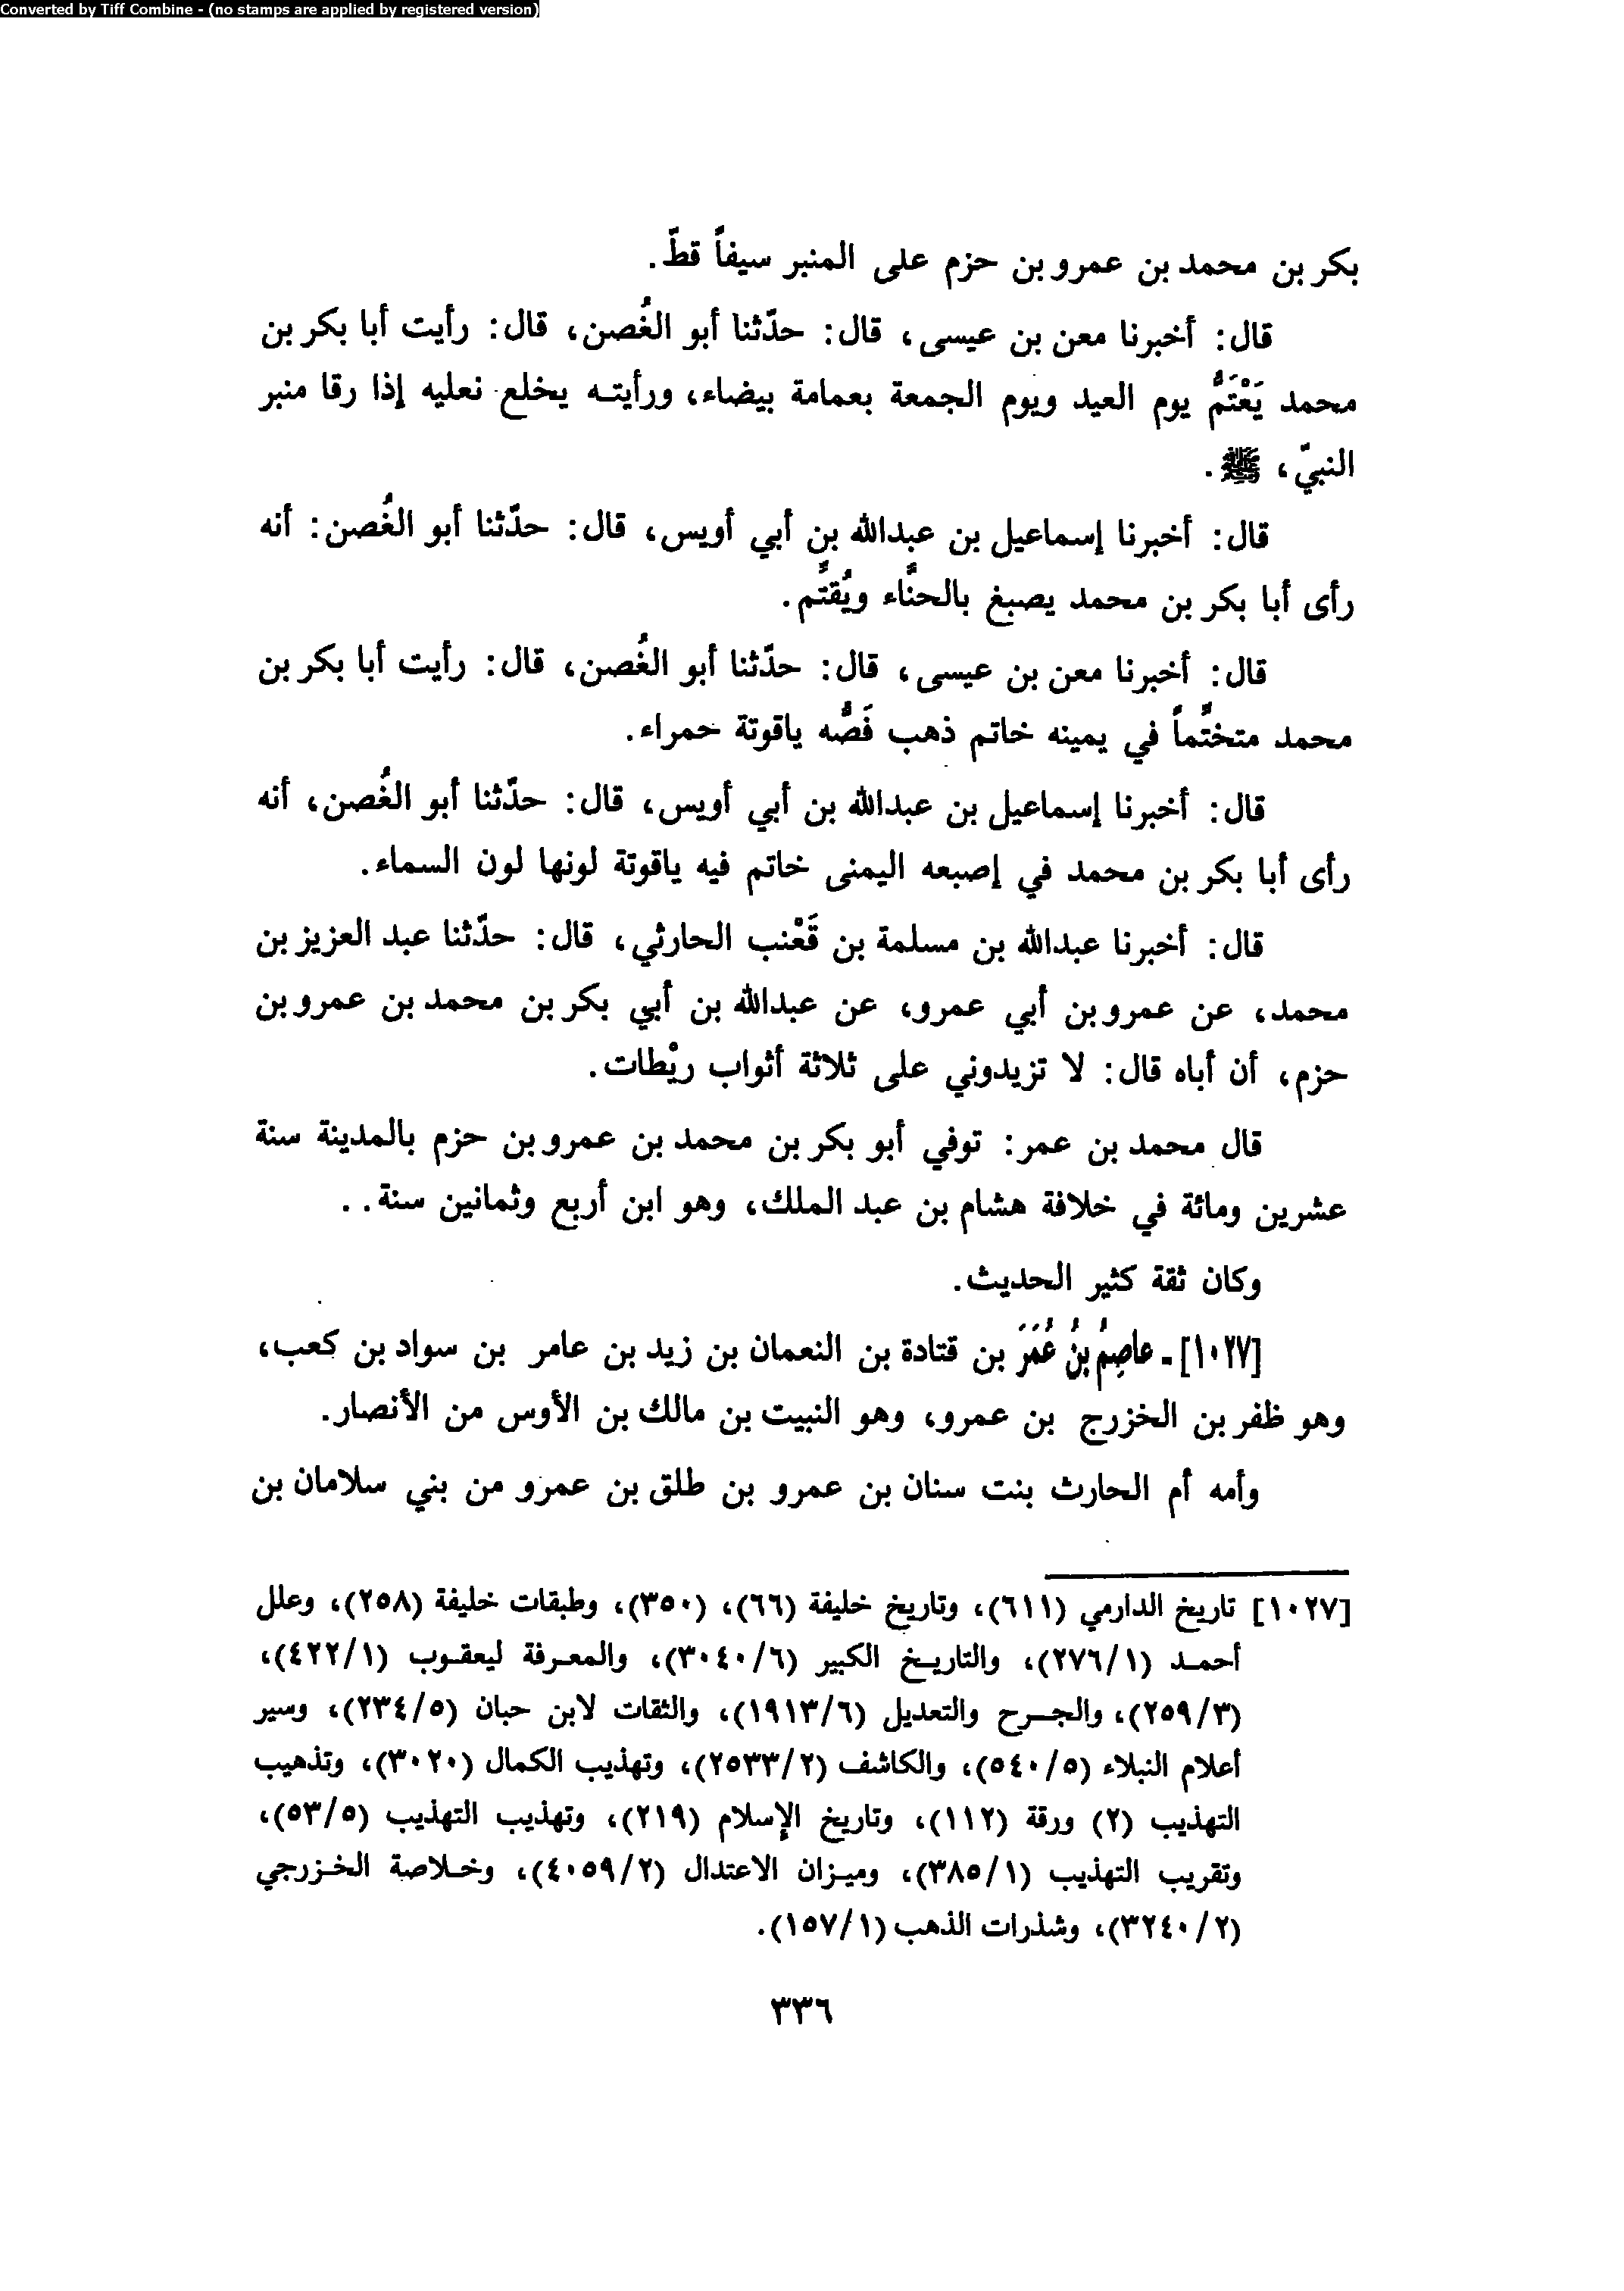 Converted by Tiff Combine - (no stamps are applied by registered version)
بكر بن محمد بن عمرو بن حزم على المنبر سيفاً قطّ.
قال: أخبرنا معن بن عيسى، قال: حدّثنا أبو الغُصن، قال: رأيت أبا بكر بن
محمد يَعْتَمُّ يوم العيد ويوم الجمعة بعمامة بيضاء، ورأيته يخلع نعليه إذا رقا منبر
النبيّ، ﷺ.
قال: أخبرنا إسماعيل بن عبدالله بن أبي أويس، قال: حدّثنا أبو الغُصن: أنه
رأى أبا بكر بن محمد يصبغ بالحنَّاء ويُقتَّم.
قال: أخبرنا معن بن عيسى، قال: حدّثنا أبو الغُصن، قال: رأيت أبا بكر بن
محمد متختِّماً في يمينه خاتم ذهب فَصُّه ياقوتة حمراء.
قال: أخبرنا إسماعيل بن عبدالله بن أبي أويس، قال: حدّثنا أبو الغُصن، أنه
رأى أبا بكر بن محمد في إصبعه اليمنى خاتم فيه ياقوتة لونها لون السماء.
قال: أخبرنا عبدالله بن مسلمة بن قَعْنب الحارثي، قال: حدّثنا عبد العزيز بن
محمد، عن عمرو بن أبي عمرو، عن عبدالله بن أبي بكر بن محمد بن عمرو بن
حزم، أن أباه قال: لا تزيدوني على ثلاثة أثواب ريْطات.
قال محمد بن عمر: توفي أبو بكر بن محمد بن عمرو بن حزم بالمدينة سنة
عشرين ومائة في خلافة هشام بن عبد الملك، وهو ابن أربع وثمانين سنة..
وكان ثقة كثير الحديث.
[١٠٢٧] - عاصِمُ بنُ عُمَرَ بن قتادة بن النعمان بن زيد بن عامر بن سواد بن كعب،
وهو ظفر بن الخزرج بن عمرو، وهو النبيت بن مالك بن الأوس من الأنصار.
وأمه أم الحارث بنت سنان بن عمرو بن طلق بن عمرو من بني سلامان بن
[١٠٢٧] تاريخ الدارمي (٦١١)، وتاريخ خليفة (٦٦)، (٣٥٠)، وطبقات خليفة (٢٥٨)، وعلل
أحمد (٢٧٦/١)، والتاريخ الكبير (٣٠٤٠/٦)، والمعرفة ليعقوب (٤٢٢/١)،
(٢٥٩/٣)، والجرح والتعديل (١٩١٣/٦)، والثقات لابن حبان (٢٣٤/٥)، وسير
أعلام النبلاء (٥٤٠/٥)، والكاشف (٢٥٣٣/٢)، وتهذيب الكمال (٣٠٢٠)، وتذهيب
التهذيب (٢) ورقة (١١٢)، وتاريخ الإسلام (٢١٩)، وتهذيب التهذيب (٥٣/٥)،
وتقريب التهذيب (٣٨٥/١)، وميزان الاعتدال (٤٠٥٩/٢)، وخلاصة الخزرجي
(٣٢٤٠/٢)، وشذرات الذهب (١٥٧/١).
٣٣٦